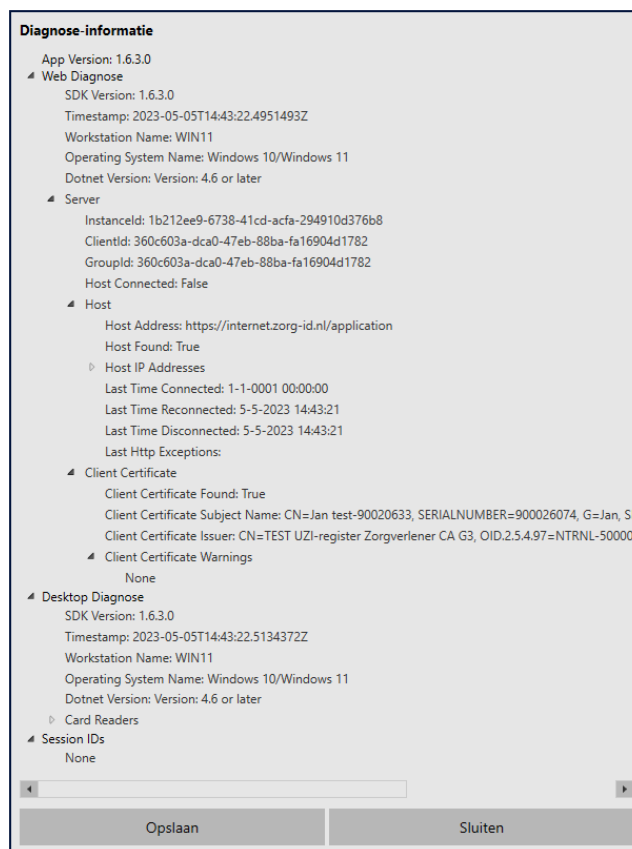 Diagnose-informatie
App Version: 1.6.3.0
Web Diagnose
SDK Version: 1.6.3.0
Timestamp: 2023-05-05T14:43:22.4951493Z
Workstation Name: WIN11
Operating System Name: Windows 10/Windows 11
Dotnet Version: Version: 4.6 or later
Server
InstanceId: 1b212ee9-6738-41cd-acfa-294910d376b8
ClientId: 360c603a-dca0-47eb-88ba-fa16904d1782
GroupId: 360c603a-dca0-47eb-88ba-fa16904d1782
Host Connected: False
Host
Host Address: https://internet.zorg-id.nl/application
Host Found: True
Host IP Addresses
Last Time Connected: 1-1-0001 00:00:00
Last Time Reconnected: 5-5-2023 14:43:21
Last Time Disconnected: 5-5-2023 14:43:21
Last Http Exceptions:
Client Certificate
Client Certificate Found: True
Client Certificate Subject Name: CN=Jan test-90020633, SERIALNUMBER=900026074, G=Jan, S
Client Certificate Issuer: CN=TEST UZI-register Zorgverlener CA G3, OID.2.5.4.97=NTRNL-50000
Client Certificate Warnings
None
Desktop Diagnose
SDK Version: 1.6.3.0
Timestamp: 2023-05-05T14:43:22.5134372Z
Workstation Name: WIN11
Operating System Name: Windows 10/Windows 11
Dotnet Version: Version: 4.6 or later
Card Readers
Session IDs
None
Opslaan
Sluiten